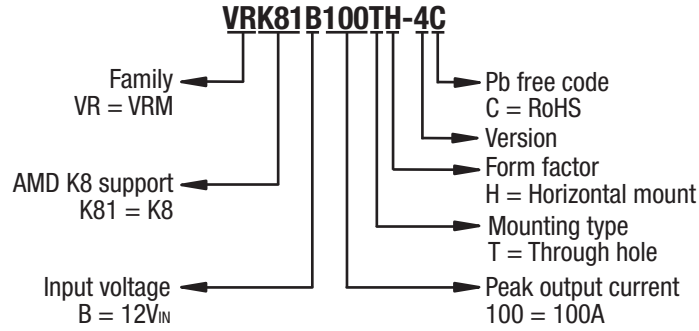 VRK81B100TH-4C
Family
VR = VRM
AMD K8 support
K81 = K8
Input voltage
B = 12VIN
Pb free code
C = RoHS
Version
Form factor
H = Horizontal mount
Mounting type
T = Through hole
Peak output current
100 = 100A